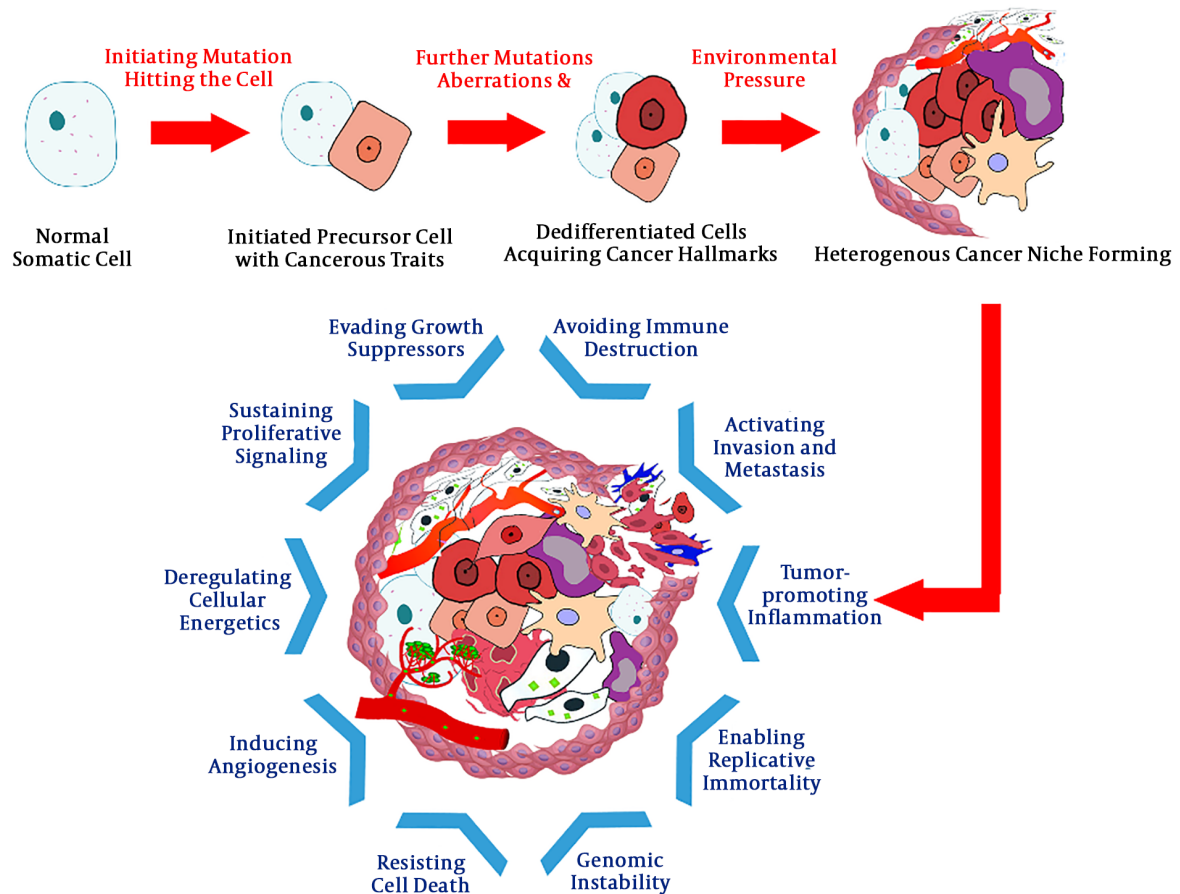 Initiating Mutation
Hitting the Cell
Further Mutations
Aberrations &
Environmental
Pressure
Normal
Somatic Cell
Initiated Precursor Cell
with Cancerous Traits
Dedifferentiated Cells
Acquiring Cancer Hallmarks
Heterogenous Cancer Niche Forming
Evading Growth
Suppressors
Avoiding Immune
Destruction
Sustaining
Proliferative
Signaling
Activating
Invasion and
Metastasis
Deregulating
Cellular
Energetics
Tumor-
promoting
Inflammation
Inducing
Angiogenesis
Enabling
Replicative
Immortality
Resisting
Cell Death
Genomic
Instability